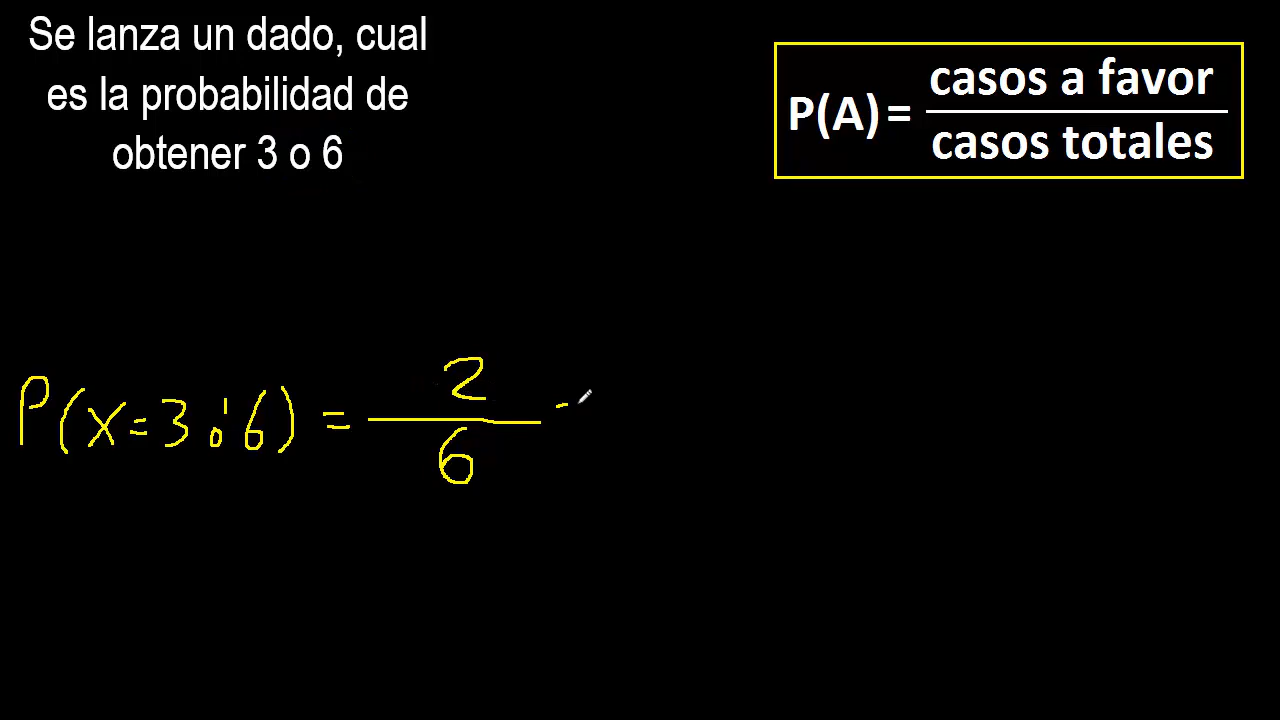 Se lanza un dado, cual
es la probabilidad de
obtener 3 o 6
P(A) = casos a favor
casos totales
P(x=3 ó 6) = 2
6